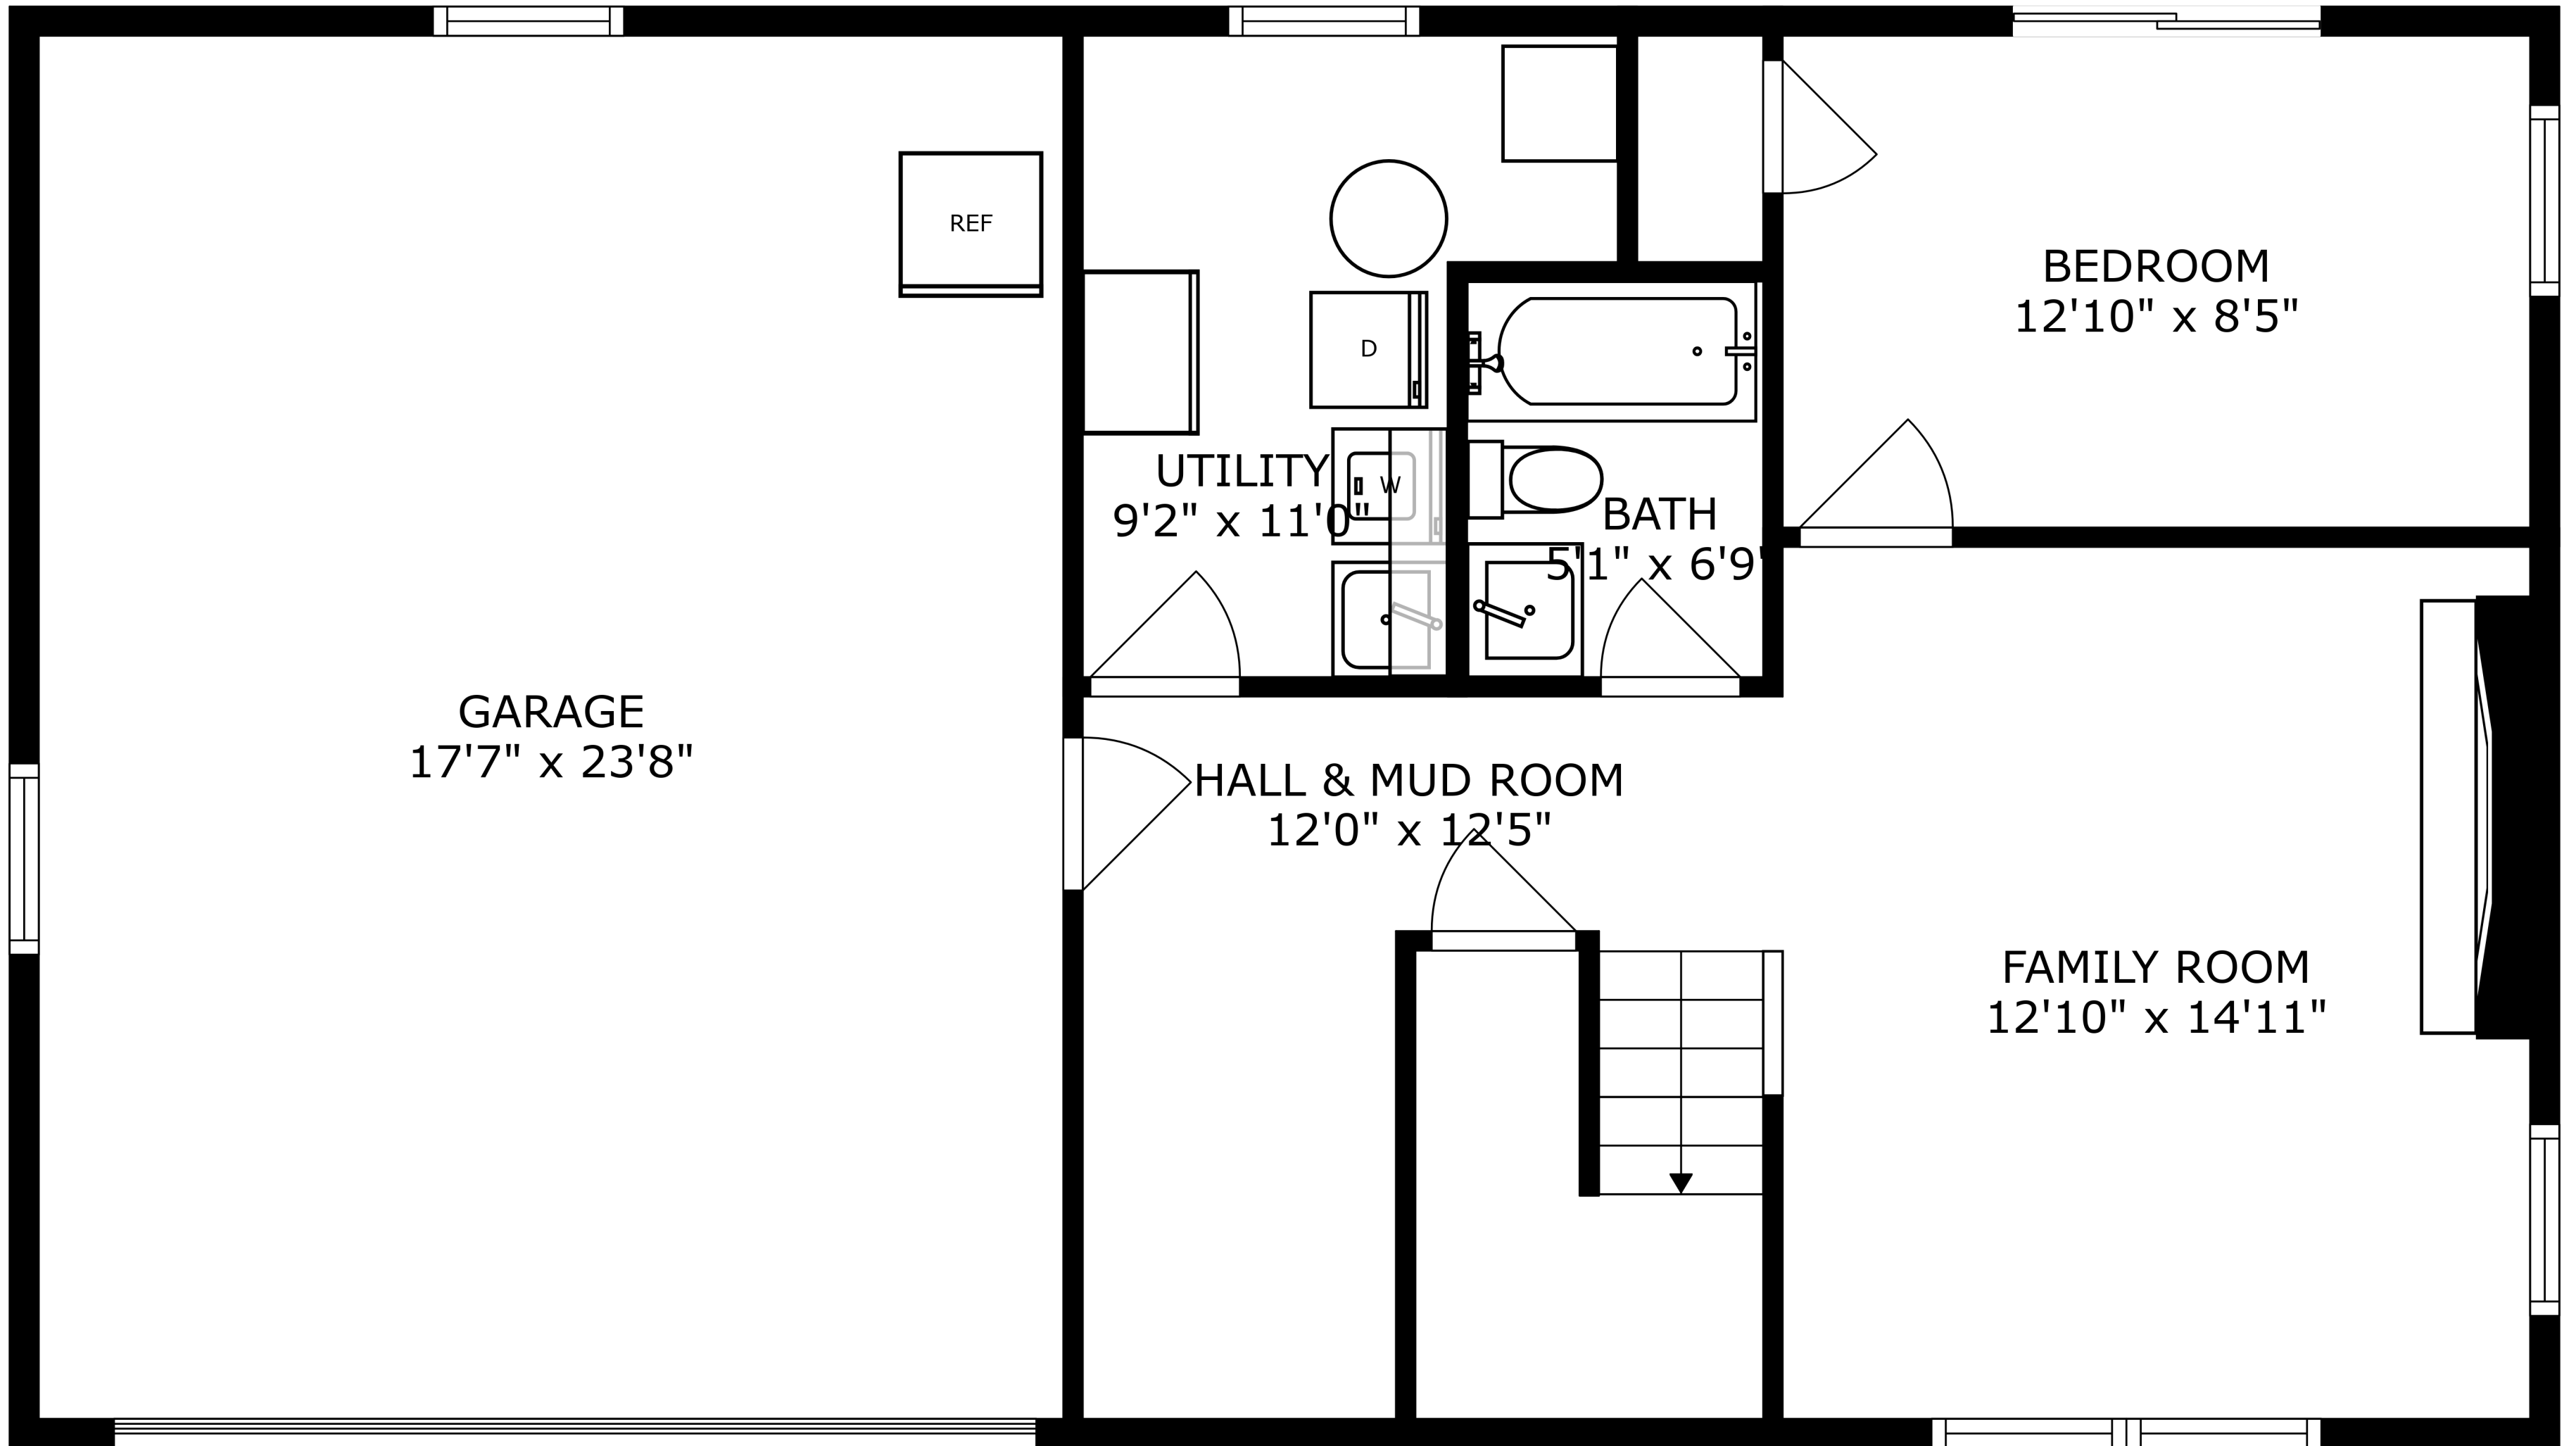 REF
BEDROOM
12'10" x 8'5"
D
UTILITY
9'2" x 11'0"
W
BATH
5'1" x 6'9"
GARAGE
17'7" x 23'8"
HALL & MUD ROOM
12'0" x 12'5"
FAMILY ROOM
12'10" x 14'11"